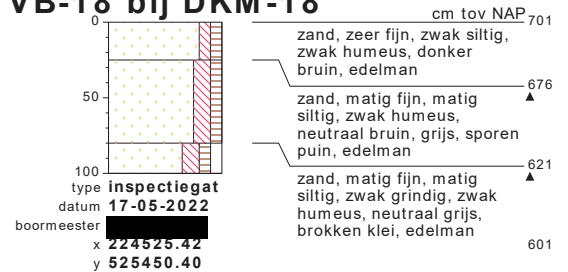 VB-18 bij DKM-18
cm tov NAP
0
701
zand, zeer fijn, zwak siltig,
zwak humeus, donker
bruin, edelman
676
50
zand, matig fijn, matig
siltig, zwak humeus,
neutraal bruin, grijs, sporen
puin, edelman
621
100
zand, matig fijn, matig
siltig, zwak grindig, zwak
humeus, neutraal grijs,
brokken klei, edelman
601
type inspectiegat
datum 17-05-2022
boormeester
x 224525.42
y 525450.40